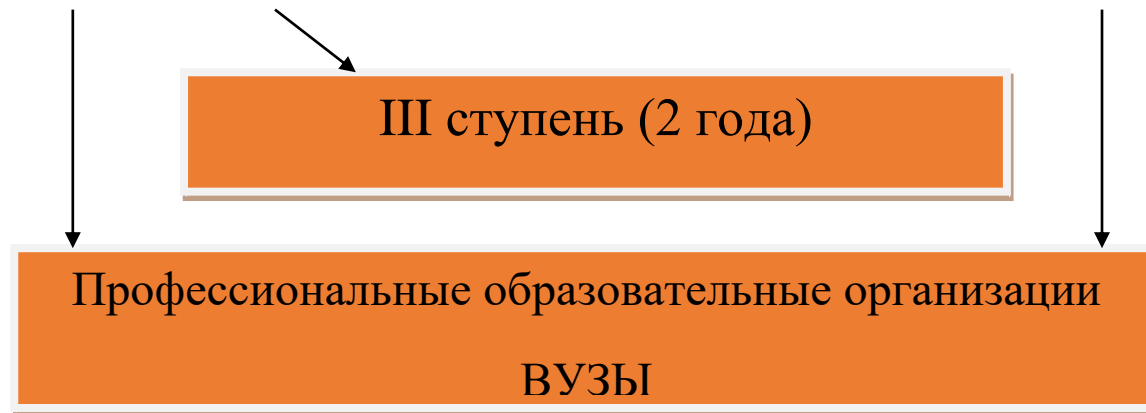 III ступень (2 года)
Профессиональные образовательные организации
ВУЗЫ